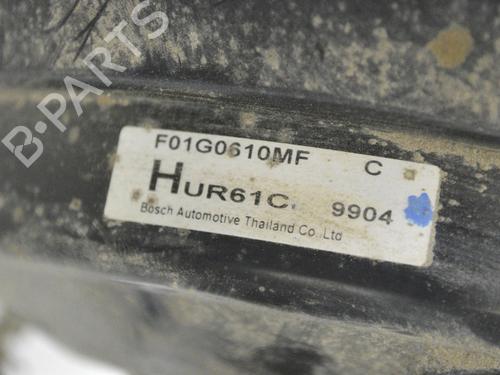 B-PARTS
F01G0610MF C
HUR61C. 9904
Bosch Automotive Thailand Co.,Ltd